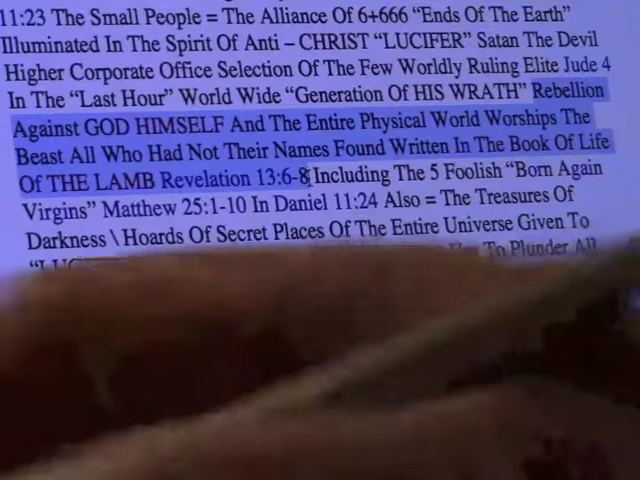 11:23 The Small People = The Alliance Of 6+666 "Ends Of The Earth"
Illuminated In The Spirit Of Anti – CHRIST "LUCIFER" Satan The Devil
Higher Corporate Office Selection Of The Few Worldly Ruling Elite Jude 4
In The "Last Hour" World Wide "Generation Of HIS WRATH" Rebellion
Against GOD HIMSELF And The Entire Physical World Worships The
Beast All Who Had Not Their Names Found Written In The Book Of Life
Of THE LAMB Revelation 13:6-8 Including The 5 Foolish "Born Again
Virgins" Matthew 25:1-10 In Daniel 11:24 Also = The Treasures Of
Darkness \ Hoards Of Secret Places Of The Entire Universe Given To
To Plunder All